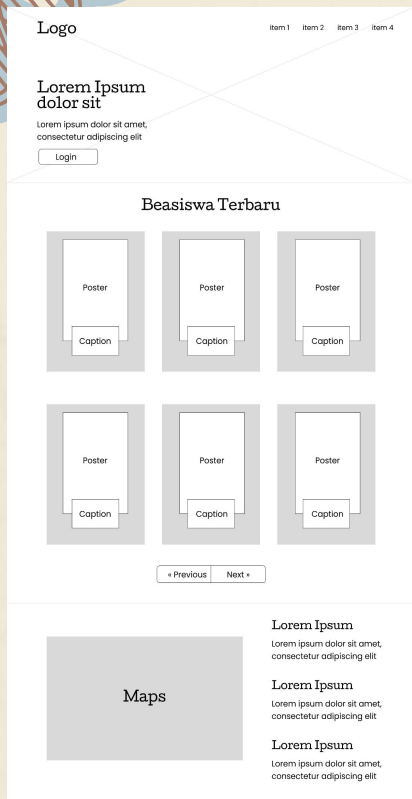 Logo
item 1 item 2 item 3 item 4
Lorem Ipsum
dolor sit
Lorem ipsum dolor sit amet,
consectetur adipiscing elit
Login
Beasiswa Terbaru
Poster Poster Poster
Caption Caption Caption
Poster Poster Poster
Caption Caption Caption
« Previous Next »
Maps
Lorem Ipsum
Lorem ipsum dolor sit amet,
consectetur adipiscing elit
Lorem Ipsum
Lorem ipsum dolor sit amet,
consectetur adipiscing elit
Lorem Ipsum
Lorem ipsum dolor sit amet,
consectetur adipiscing elit